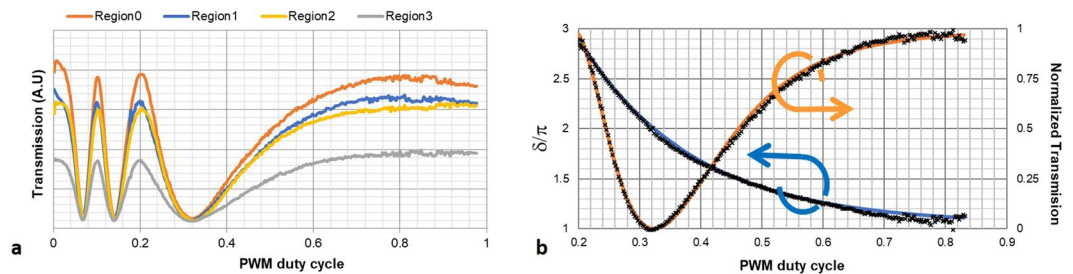 Region0 Region1 Region2 Region3
Transmission (A.U)
0 0.2 0.4 0.6 0.8 1
PWM duty cycle
a
3
2.5
2
1.5
1
δ/π
1
0.75
0.5
0.25
0
Normalized Transmission
0.2 0.3 0.4 0.5 0.6 0.7 0.8 0.9
PWM duty cycle
b